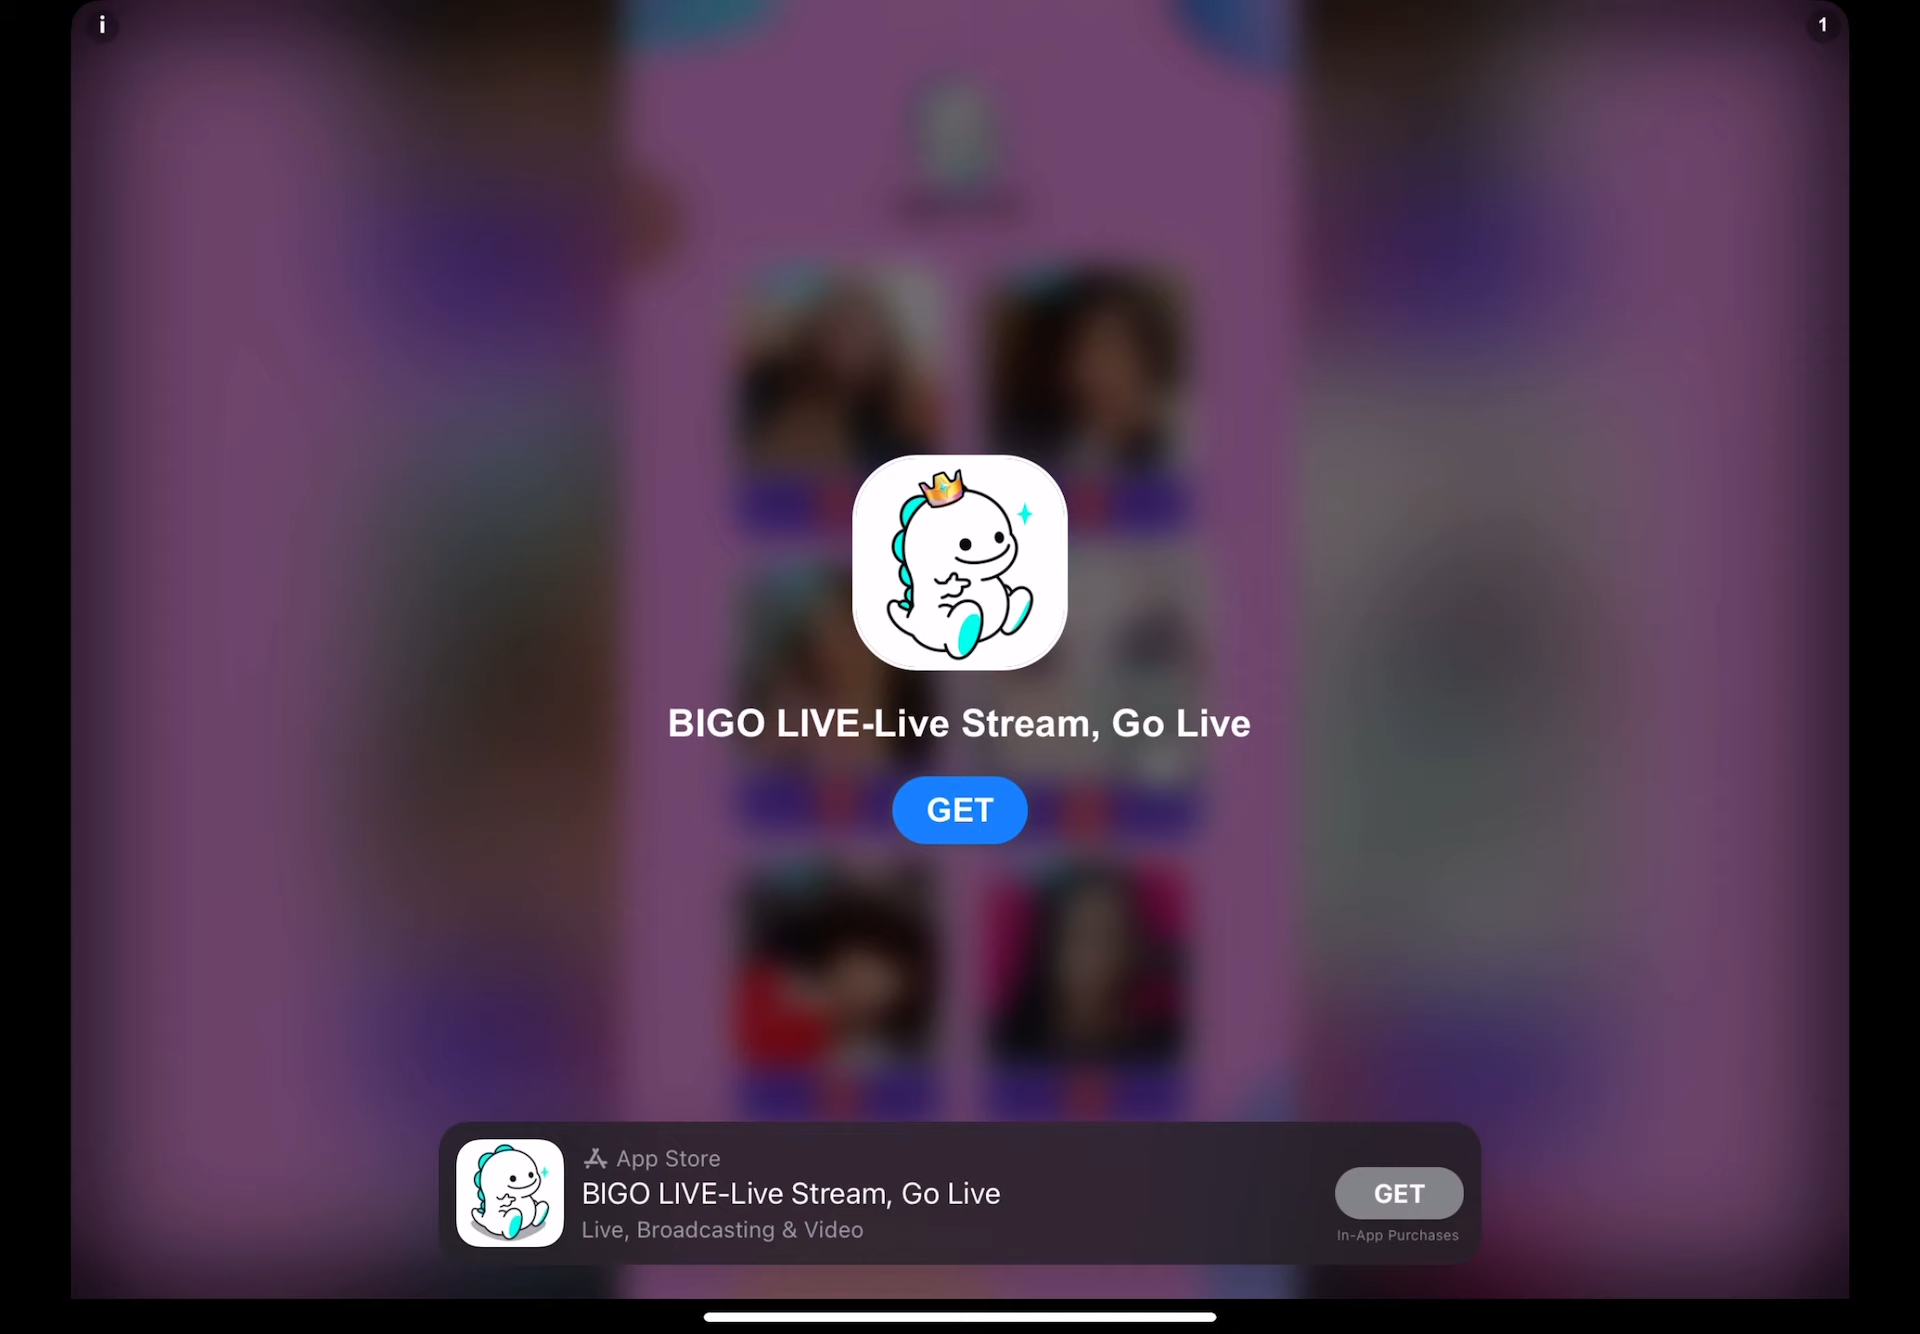 i
1
BIGO LIVE-Live Stream, Go Live
GET
App Store
BIGO LIVE-Live Stream, Go Live
Live, Broadcasting & Video
GET
In-App Purchases